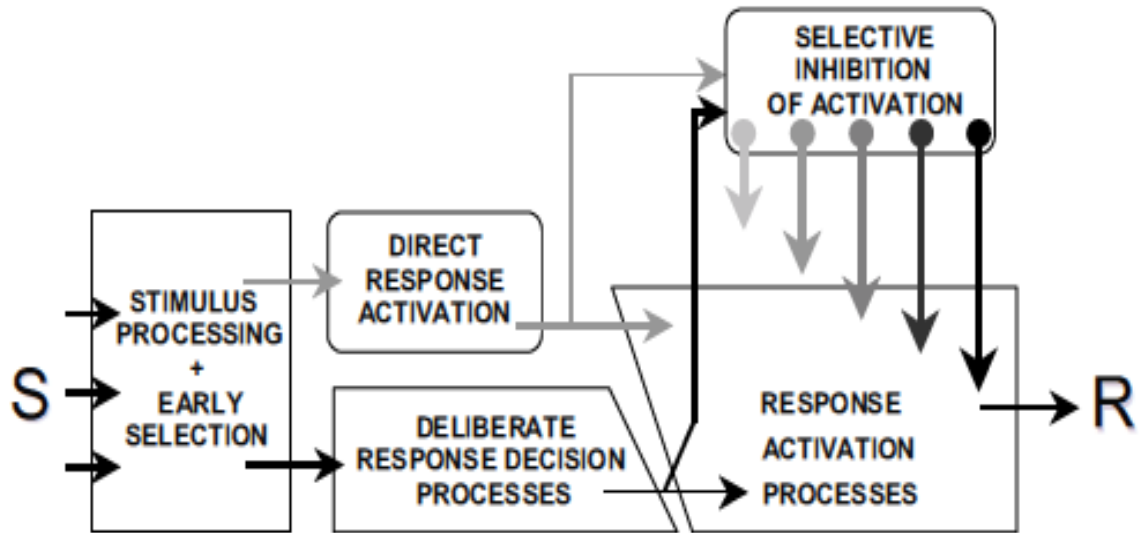 SELECTIVE
INHIBITION
OF ACTIVATION
DIRECT
RESPONSE
ACTIVATION
STIMULUS
PROCESSING
+
EARLY
SELECTION
S
DELIBERATE
RESPONSE DECISION
PROCESSES
RESPONSE
ACTIVATION
PROCESSES
R